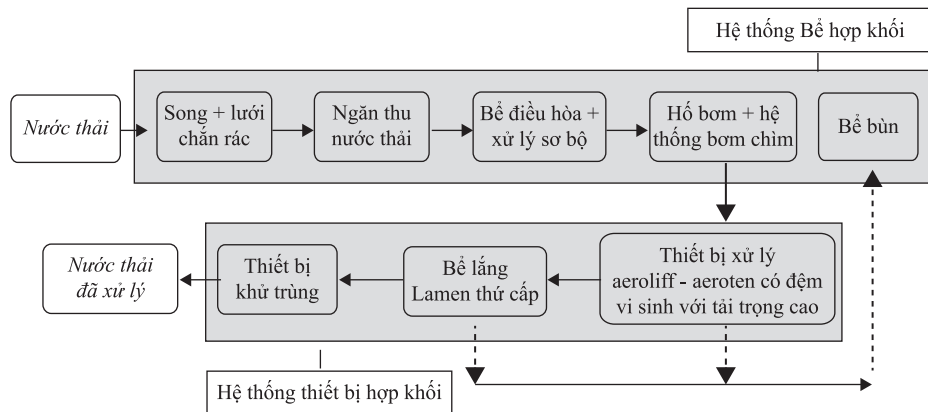 Hệ thống Bể hợp khối
Nước thải
Song + lưới
chắn rác
Ngăn thu
nước thải
Bể điều hòa +
xử lý sơ bộ
Hố bơm + hệ
thống bơm chìm
Bể bùn
Nước thải
đã xử lý
Thiết bị
khử trùng
Bể lắng
Lamen thứ cấp
Thiết bị xử lý
aeroliff - aeroten có đệm
vi sinh với tải trọng cao
Hệ thống thiết bị hợp khối